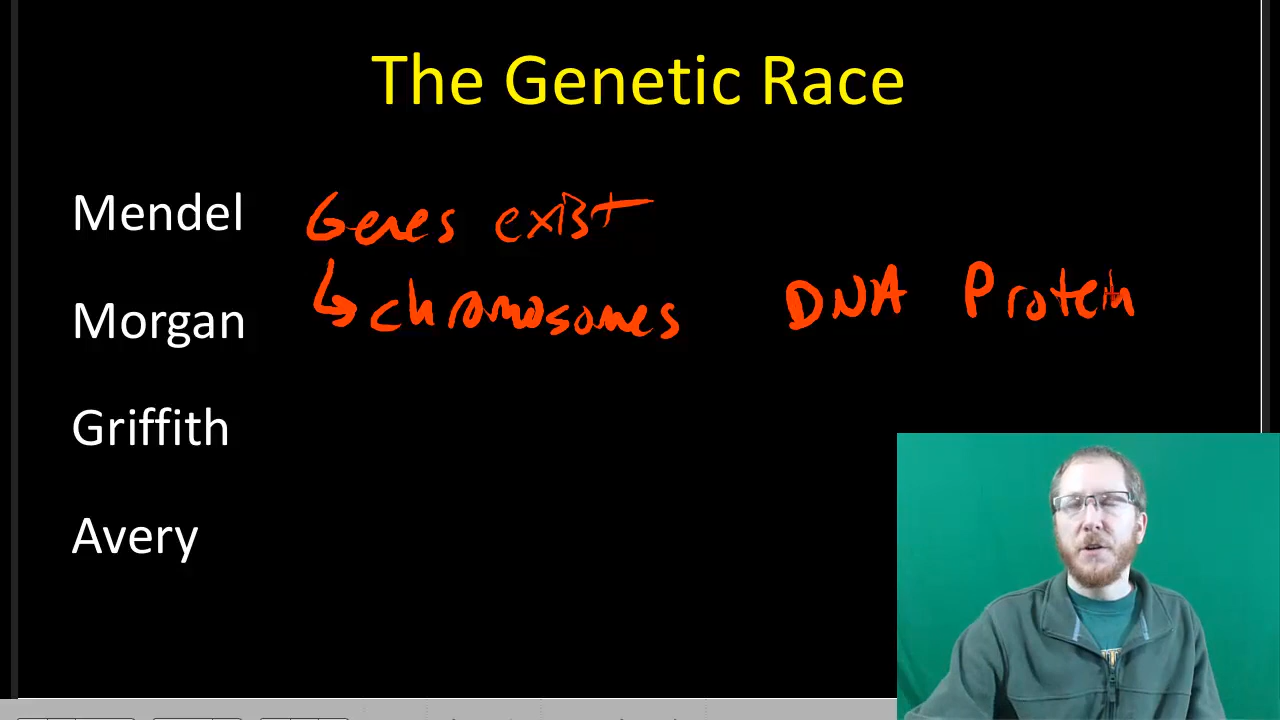 The Genetic Race
Mendel Genes exist
Morgan ↳ chromosomes DNA Protein
Griffith
Avery